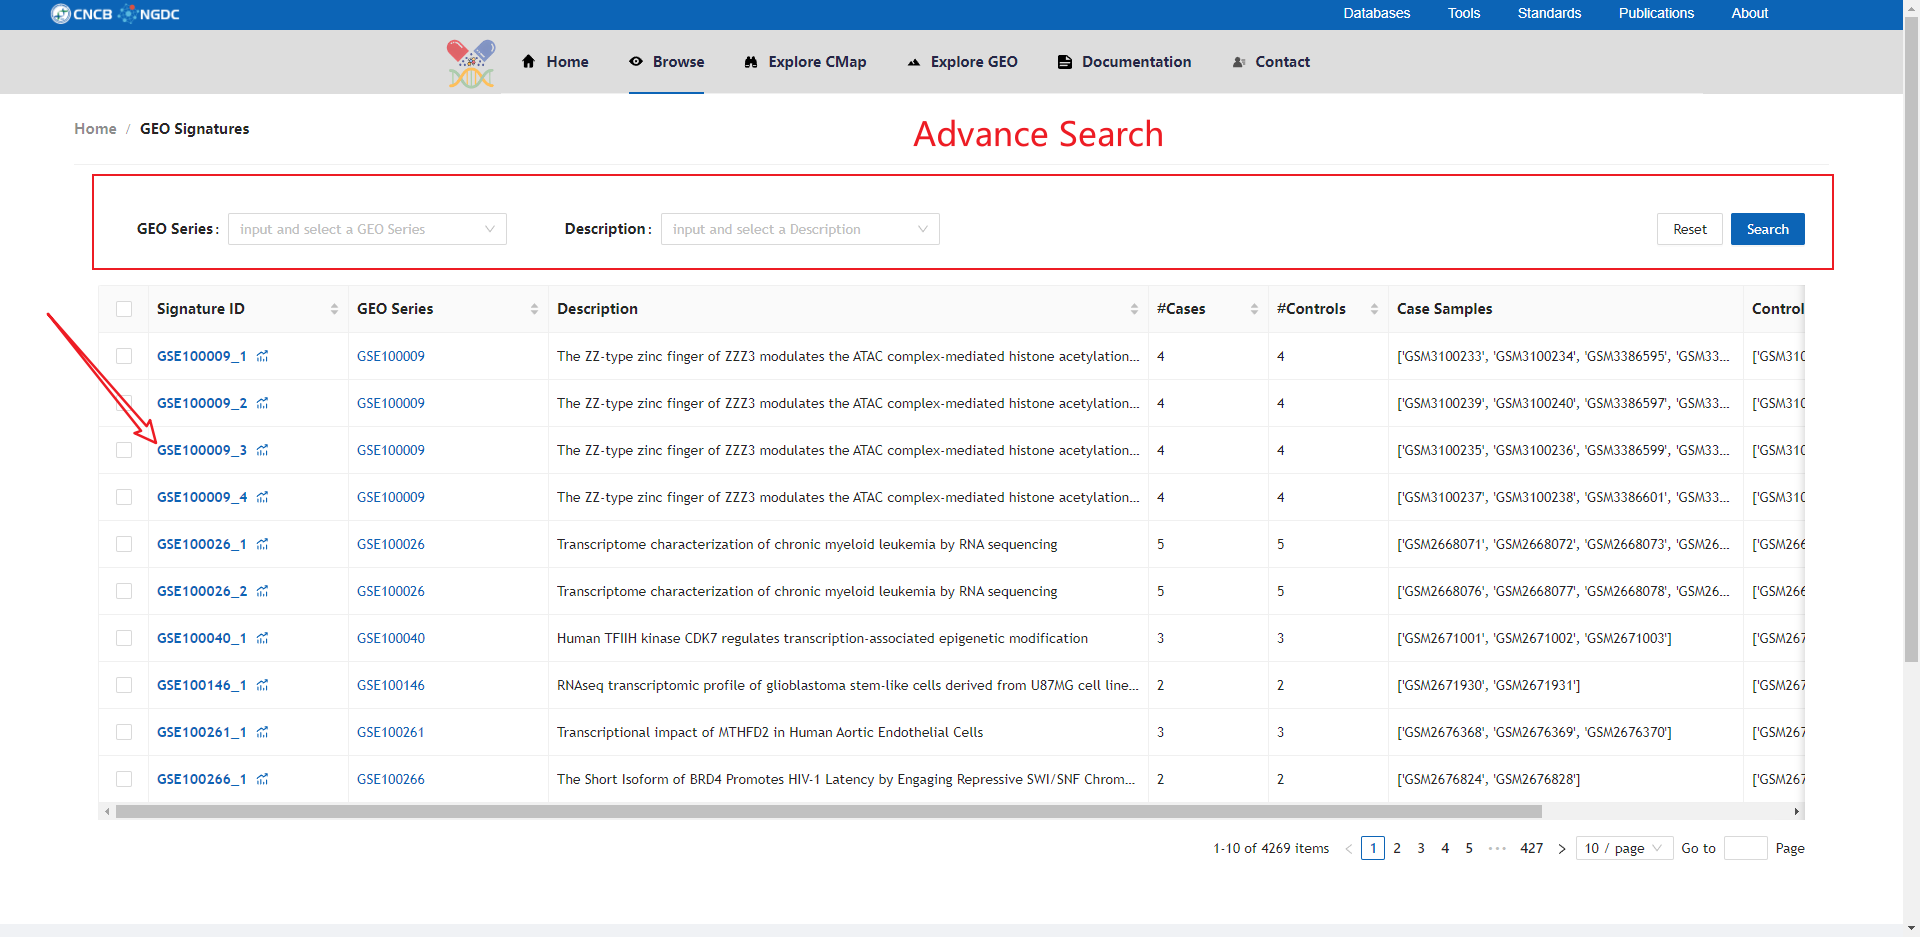 CNCB NGDC Databases Tools Standards Publications About
Home Browse Explore CMap Explore GEO Documentation Contact
Home / GEO Signatures
Advance Search
GEO Series: input and select a GEO Series Description: input and select a Description Reset Search
Signature ID GEO Series Description #Cases #Controls Case Samples Control
GSE100009_1 GSE100009 The ZZ-type zinc finger of ZZZ3 modulates the ATAC complex-mediated histone acetylation... 4 4 ['GSM3100233', 'GSM3100234', 'GSM3386595', 'GSM33... ['GSM310
GSE100009_2 GSE100009 The ZZ-type zinc finger of ZZZ3 modulates the ATAC complex-mediated histone acetylation... 4 4 ['GSM3100239', 'GSM3100240', 'GSM3386597', 'GSM33... ['GSM310
GSE100009_3 GSE100009 The ZZ-type zinc finger of ZZZ3 modulates the ATAC complex-mediated histone acetylation... 4 4 ['GSM3100235', 'GSM3100236', 'GSM3386599', 'GSM33... ['GSM310
GSE100009_4 GSE100009 The ZZ-type zinc finger of ZZZ3 modulates the ATAC complex-mediated histone acetylation... 4 4 ['GSM3100237', 'GSM3100238', 'GSM3386601', 'GSM33... ['GSM310
GSE100026_1 GSE100026 Transcriptome characterization of chronic myeloid leukemia by RNA sequencing 5 5 ['GSM2668071', 'GSM2668072', 'GSM2668073', 'GSM26... ['GSM266
GSE100026_2 GSE100026 Transcriptome characterization of chronic myeloid leukemia by RNA sequencing 5 5 ['GSM2668076', 'GSM2668077', 'GSM2668078', 'GSM26... ['GSM266
GSE100040_1 GSE100040 Human TFIIH kinase CDK7 regulates transcription-associated epigenetic modification 3 3 ['GSM2671001', 'GSM2671002', 'GSM2671003'] ['GSM267
GSE100146_1 GSE100146 RNAseq transcriptomic profile of glioblastoma stem-like cells derived from U87MG cell line... 2 2 ['GSM2671930', 'GSM2671931'] ['GSM267
GSE100261_1 GSE100261 Transcriptional impact of MTHFD2 in Human Aortic Endothelial Cells 3 3 ['GSM2676368', 'GSM2676369', 'GSM2676370'] ['GSM267
GSE100266_1 GSE100266 The Short Isoform of BRD4 Promotes HIV-1 Latency by Engaging Repressive SWI/SNF Chrom... 2 2 ['GSM2676824', 'GSM2676828'] ['GSM267
1-10 of 4269 items < 1 2 3 4 5 ••• 427 > 10 / page Go to Page